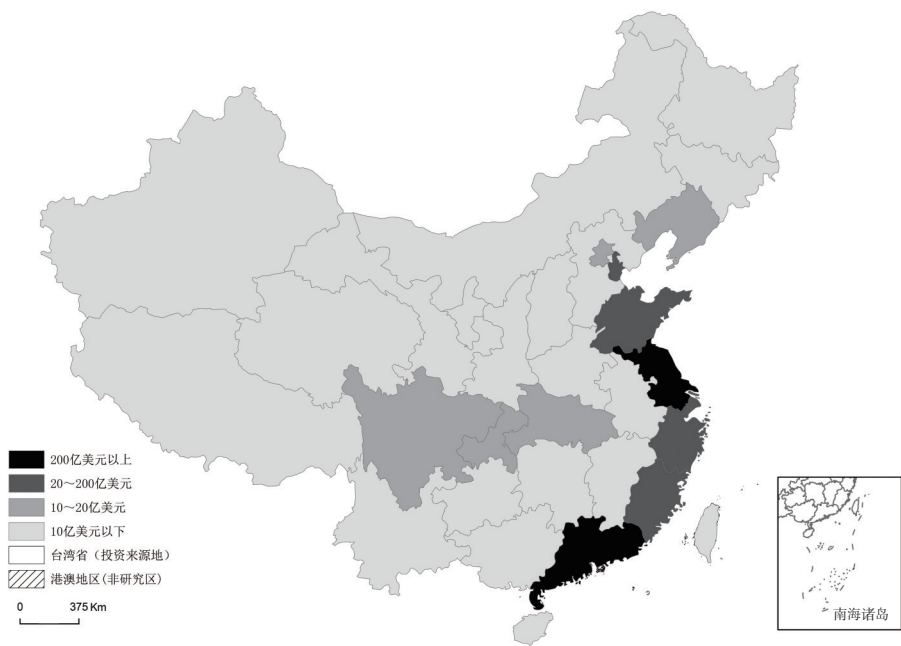 200亿美元以上
20～200亿美元
10～20亿美元
10亿美元以下
台湾省（投资来源地）
港澳地区(非研究区)
0 375 Km
南海诸岛